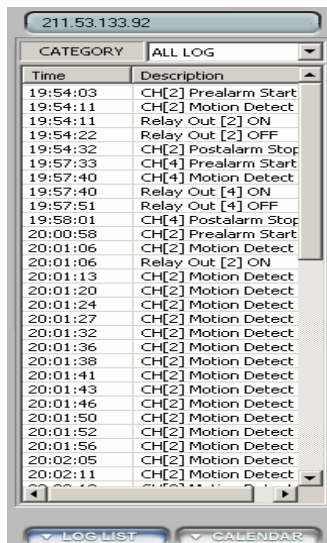 211.53.133.92
CATEGORY ALL LOG
Time Description
19:54:03 CH[2] Prealarm Start
19:54:11 CH[2] Motion Detect
19:54:11 Relay Out [2] ON
19:54:22 Relay Out [2] OFF
19:54:32 CH[2] Postalarm Stop
19:57:33 CH[4] Prealarm Start
19:57:40 CH[4] Motion Detect
19:57:40 Relay Out [4] ON
19:57:51 Relay Out [4] OFF
19:58:01 CH[4] Postalarm Stop
20:00:58 CH[2] Prealarm Start
20:01:06 CH[2] Motion Detect
20:01:06 Relay Out [2] ON
20:01:13 CH[2] Motion Detect
20:01:20 CH[2] Motion Detect
20:01:24 CH[2] Motion Detect
20:01:27 CH[2] Motion Detect
20:01:32 CH[2] Motion Detect
20:01:36 CH[2] Motion Detect
20:01:38 CH[2] Motion Detect
20:01:41 CH[2] Motion Detect
20:01:43 CH[2] Motion Detect
20:01:46 CH[2] Motion Detect
20:01:50 CH[2] Motion Detect
20:01:52 CH[2] Motion Detect
20:01:56 CH[2] Motion Detect
20:02:05 CH[2] Motion Detect
20:02:11 CH[2] Motion Detect
LOG LIST CALENDAR